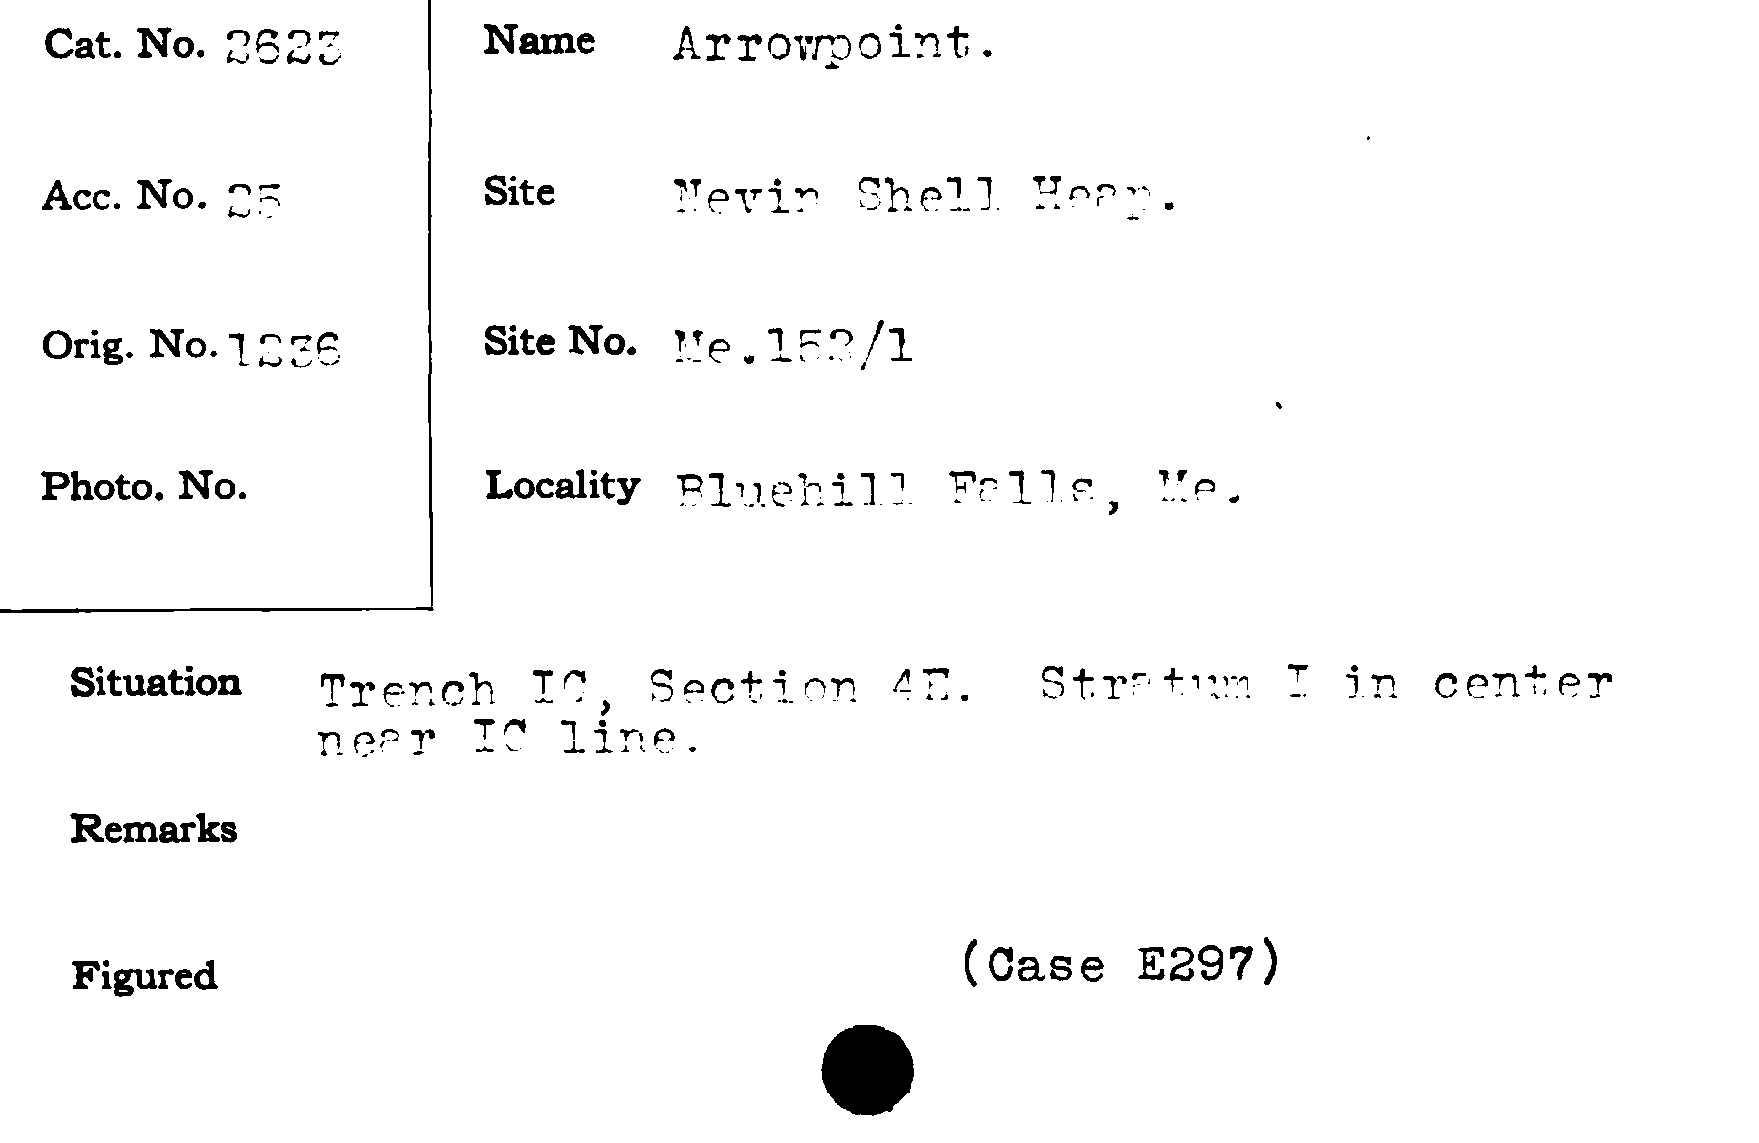 Cat. No. 2623
Name Arrowpoint.
Acc. No. 25
Site Nevin Shell Heap.
Orig. No. 1236
Site No. Me.152/1
Photo. No.
Locality Bluehill Falls, Me.
Situation Trench IC, Section 4E. Stratum I in center
near IC line.
Remarks
Figured
(Case E297)